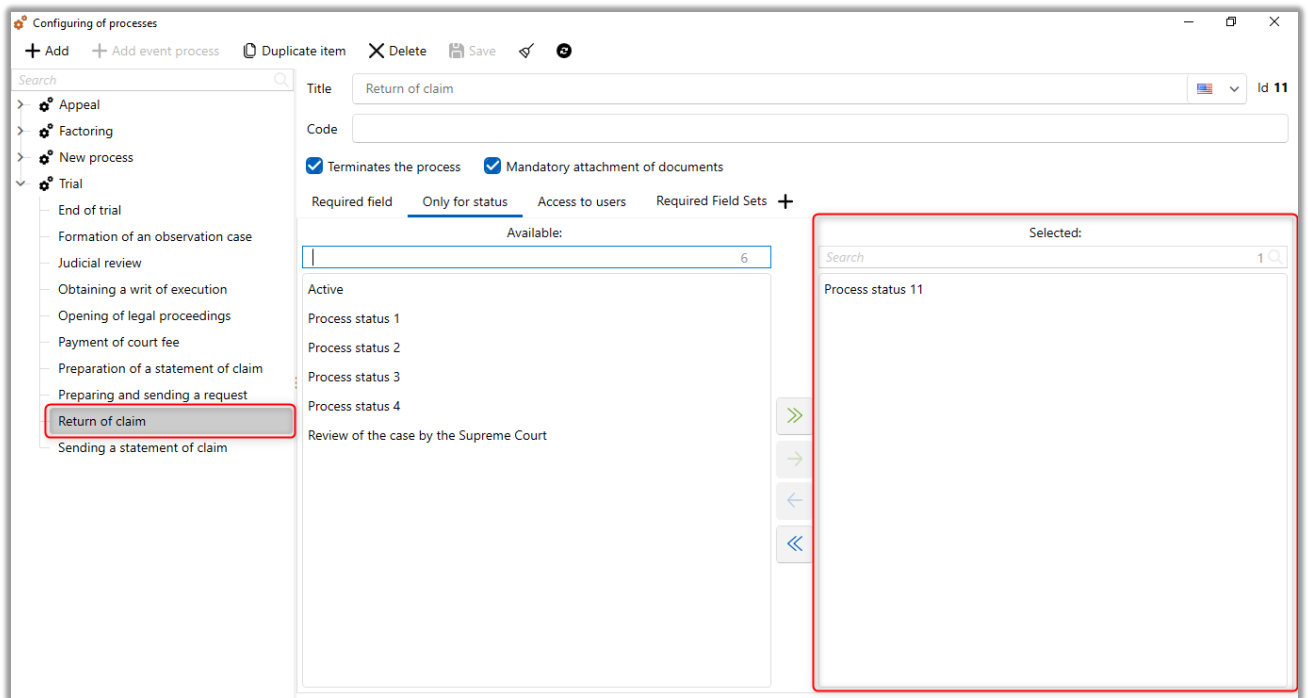 Configuring of processes
Add Add event process Duplicate item Delete Save
Search
Appeal
Factoring
New process
Trial
End of trial
Formation of an observation case
Judicial review
Obtaining a writ of execution
Opening of legal proceedings
Payment of court fee
Preparation of a statement of claim
Preparing and sending a request
Return of claim
Sending a statement of claim
Title Return of claim Id 11
Code
Terminates the process Mandatory attachment of documents
Required field Only for status Access to users Required Field Sets
Available:
6
Active
Process status 1
Process status 2
Process status 3
Process status 4
Review of the case by the Supreme Court
Selected:
Search 1
Process status 11